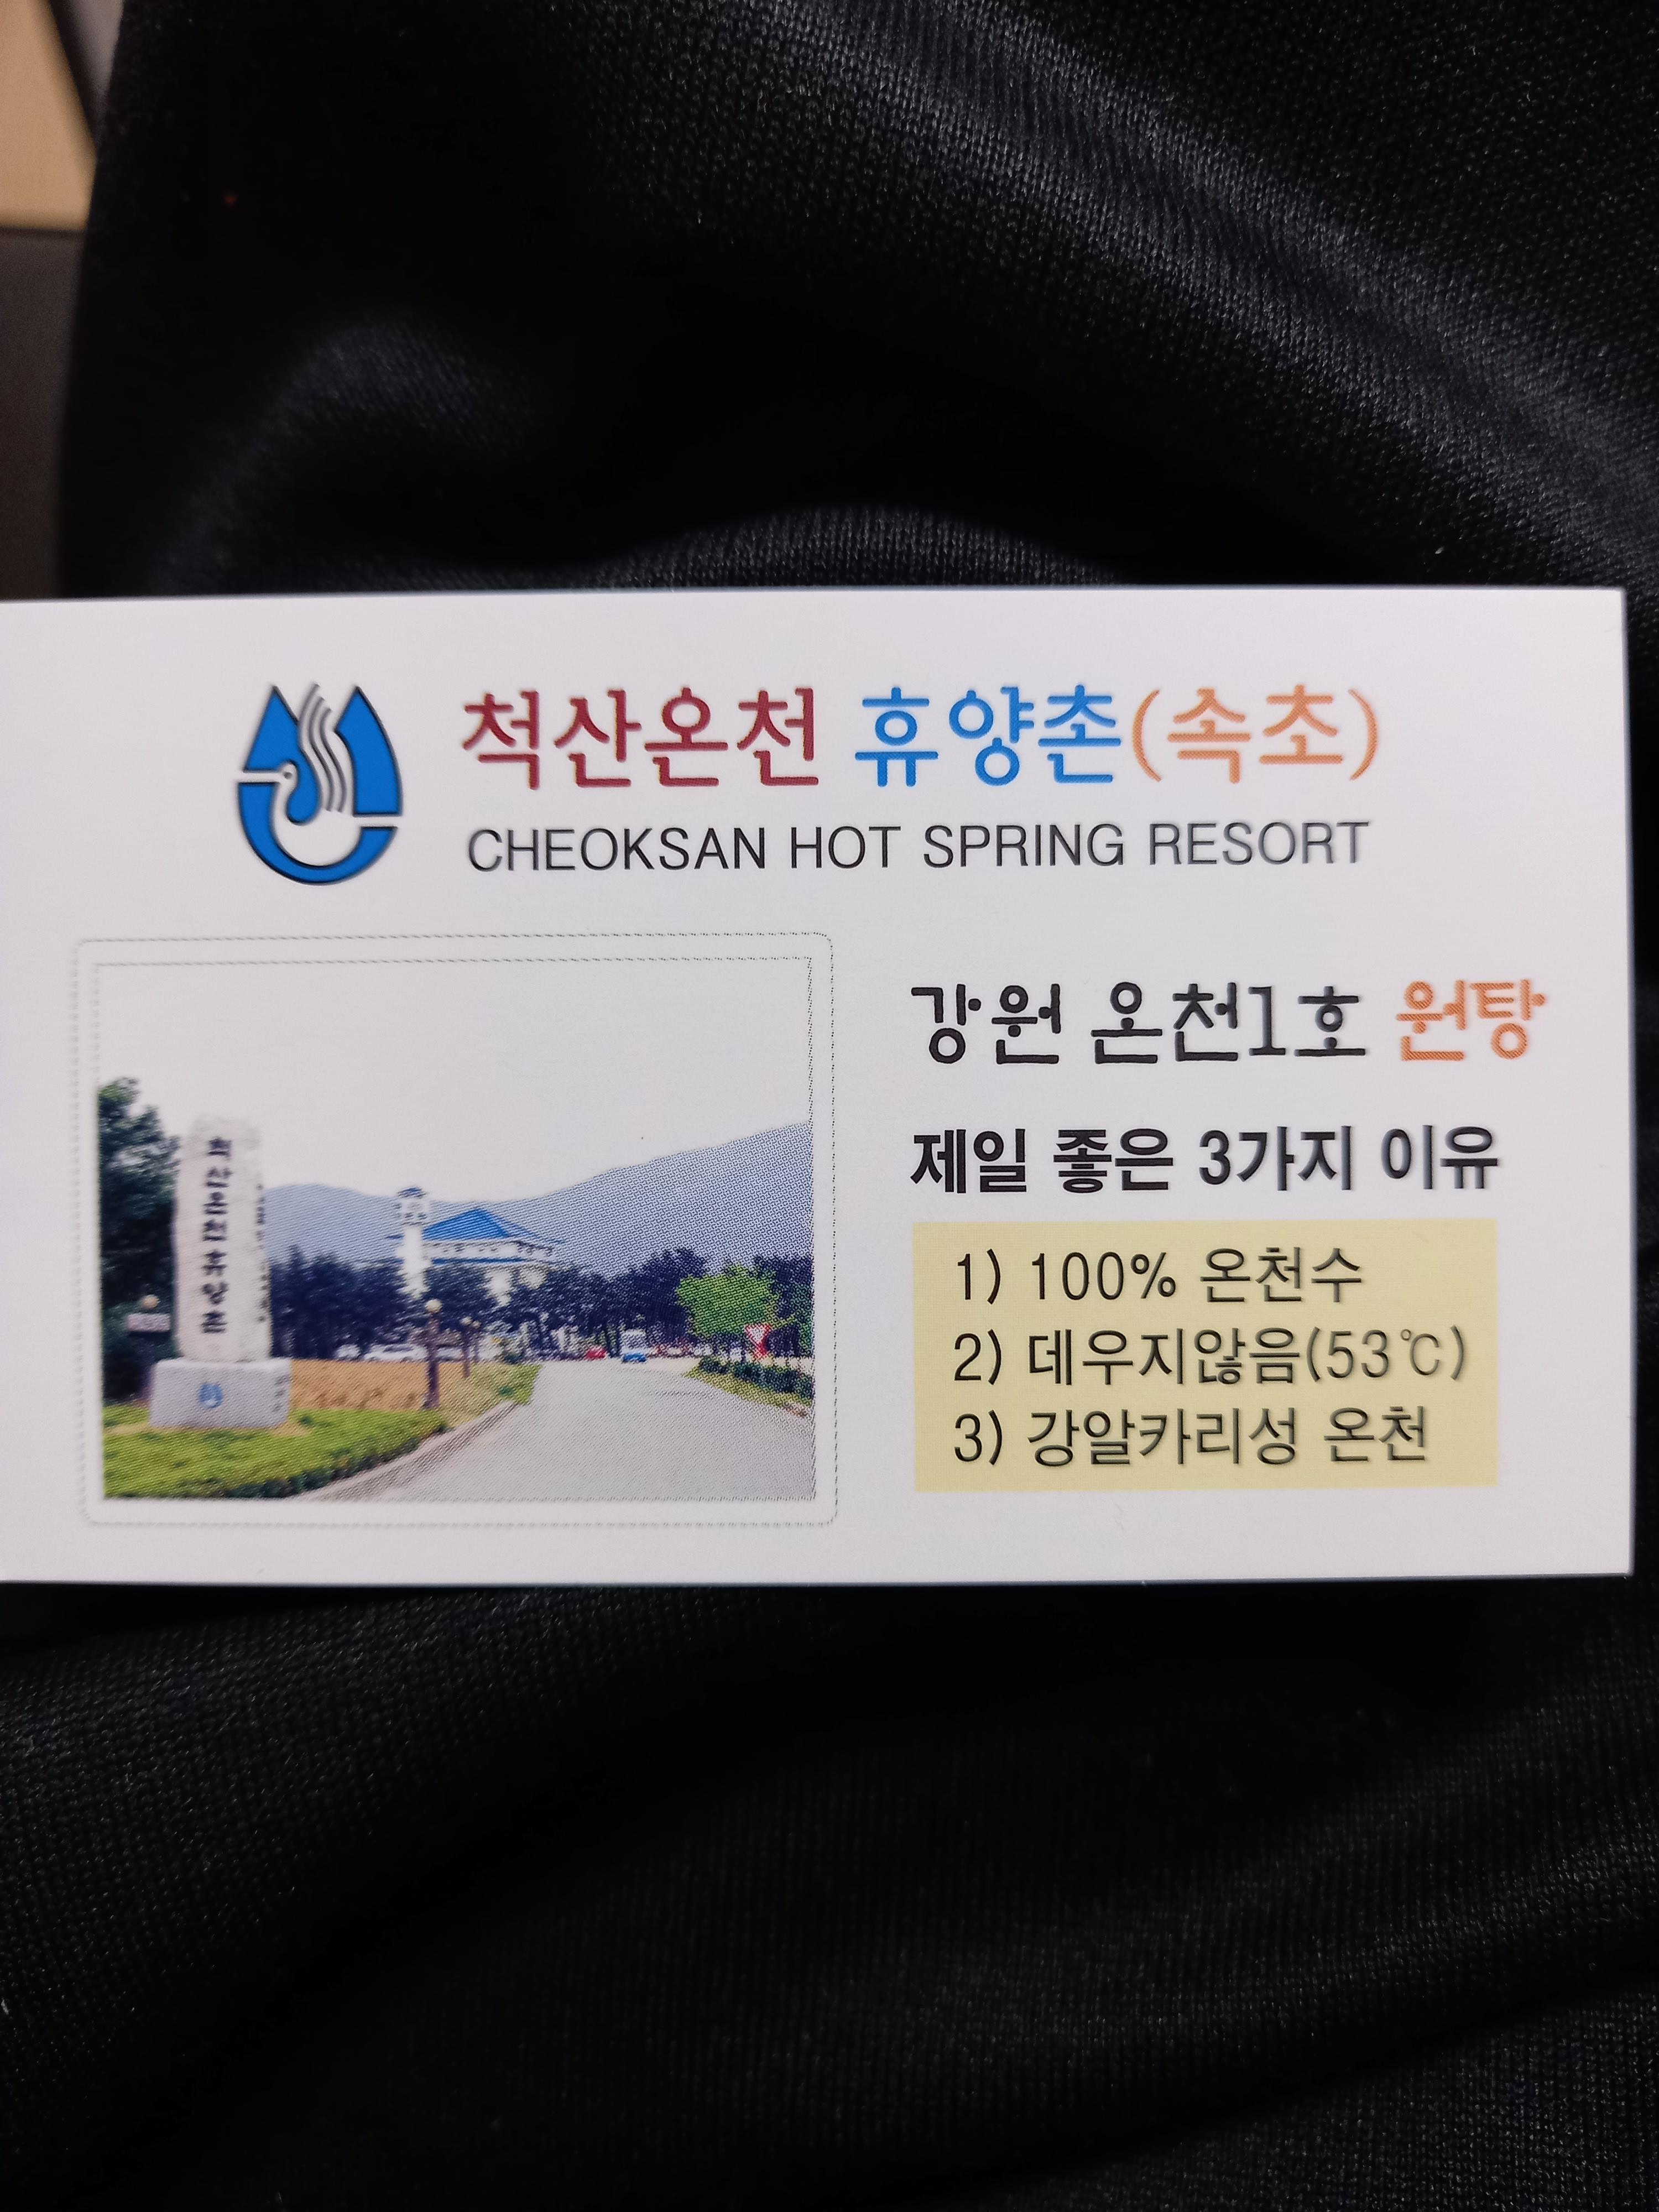 척산온천 휴양촌(속초)
CHEOKSAN HOT SPRING RESORT
강원 온천1호 원탕
제일 좋은 3가지 이유
1) 100% 온천수
2) 데우지않음(53℃)
3) 강알카리성 온천
척산온천휴양촌